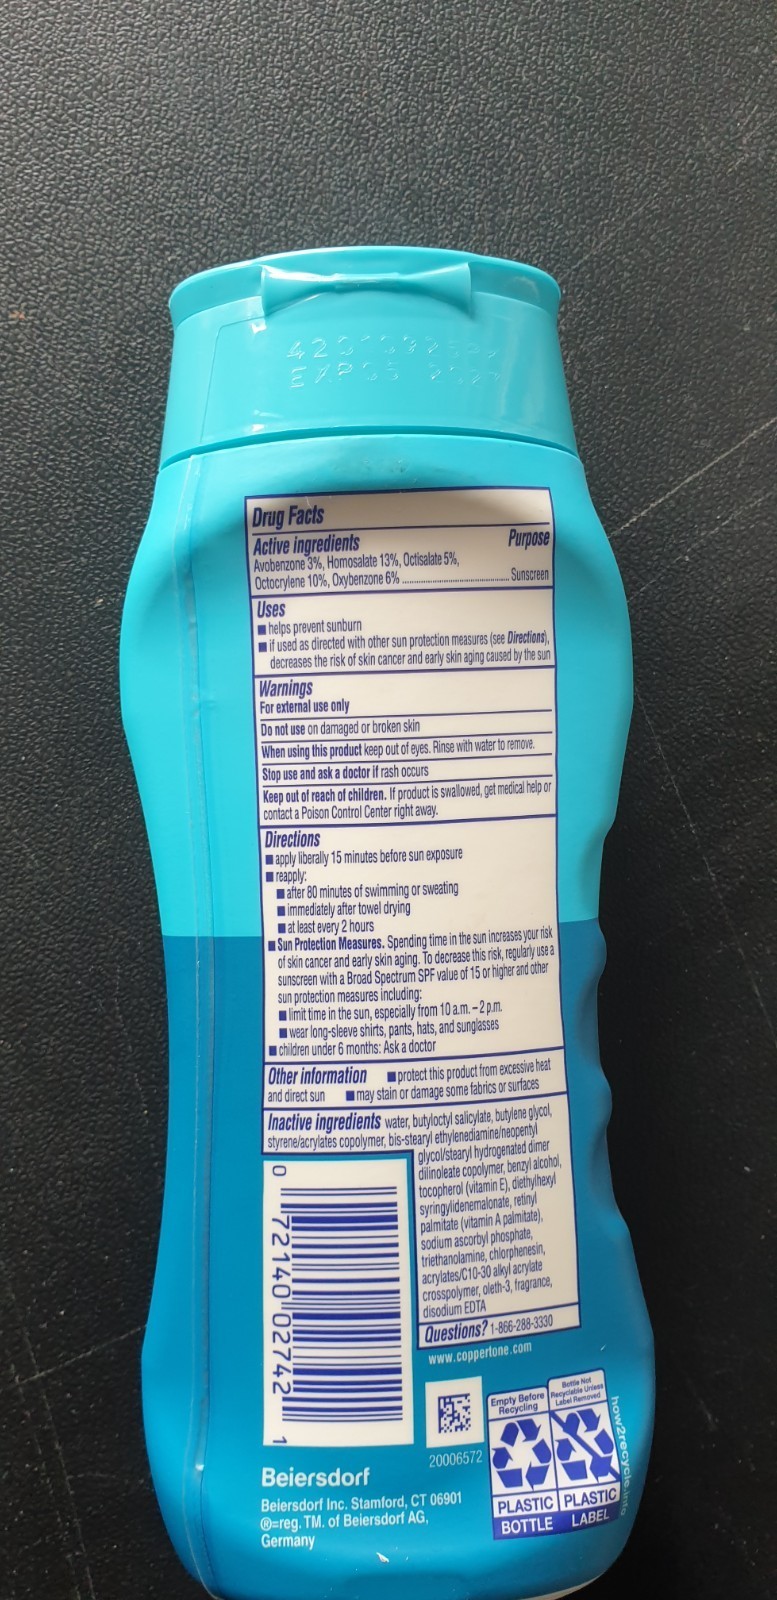 Drug Facts
Active ingredients Purpose
Avobenzone 3%, Homosalate 13%, Octisalate 5%,
Octocrylene 10%, Oxybenzone 6% ........................................ Sunscreen
Uses
■ helps prevent sunburn
■ if used as directed with other sun protection measures (see Directions),
decreases the risk of skin cancer and early skin aging caused by the sun
Warnings
For external use only
Do not use on damaged or broken skin
When using this product keep out of eyes. Rinse with water to remove.
Stop use and ask a doctor if rash occurs
Keep out of reach of children. If product is swallowed, get medical help or
contact a Poison Control Center right away.
Directions
■ apply liberally 15 minutes before sun exposure
■ reapply:
■ after 80 minutes of swimming or sweating
■ immediately after towel drying
■ at least every 2 hours
■ Sun Protection Measures. Spending time in the sun increases your risk
of skin cancer and early skin aging. To decrease this risk, regularly use a
sunscreen with a Broad Spectrum SPF value of 15 or higher and other
sun protection measures including:
■ limit time in the sun, especially from 10 a.m. – 2 p.m.
■ wear long-sleeve shirts, pants, hats, and sunglasses
■ children under 6 months: Ask a doctor
Other information ■ protect this product from excessive heat
and direct sun ■ may stain or damage some fabrics or surfaces
Inactive ingredients water, butyloctyl salicylate, butylene glycol,
styrene/acrylates copolymer, bis-stearyl ethylenediamine/neopentyl
glycol/stearyl hydrogenated dimer
dilinoleate copolymer, benzyl alcohol,
tocopherol (vitamin E), diethylhexyl
syringylidenemalonate, retinyl
palmitate (vitamin A palmitate),
sodium ascorbyl phosphate,
triethanolamine, chlorphenesin,
acrylates/C10-30 alkyl acrylate
crosspolymer, oleth-3, fragrance,
disodium EDTA
Questions? 1-866-288-3330
www.coppertone.com
0 72140 02742 1
20006572
Beiersdorf
Beiersdorf Inc. Stamford, CT 06901
®=reg. TM. of Beiersdorf AG,
Germany
Empty Before
Recycling
PLASTIC
BOTTLE
Bottle Not
Recyclable Unless
Label Removed
PLASTIC
LABEL
how2recycle.info